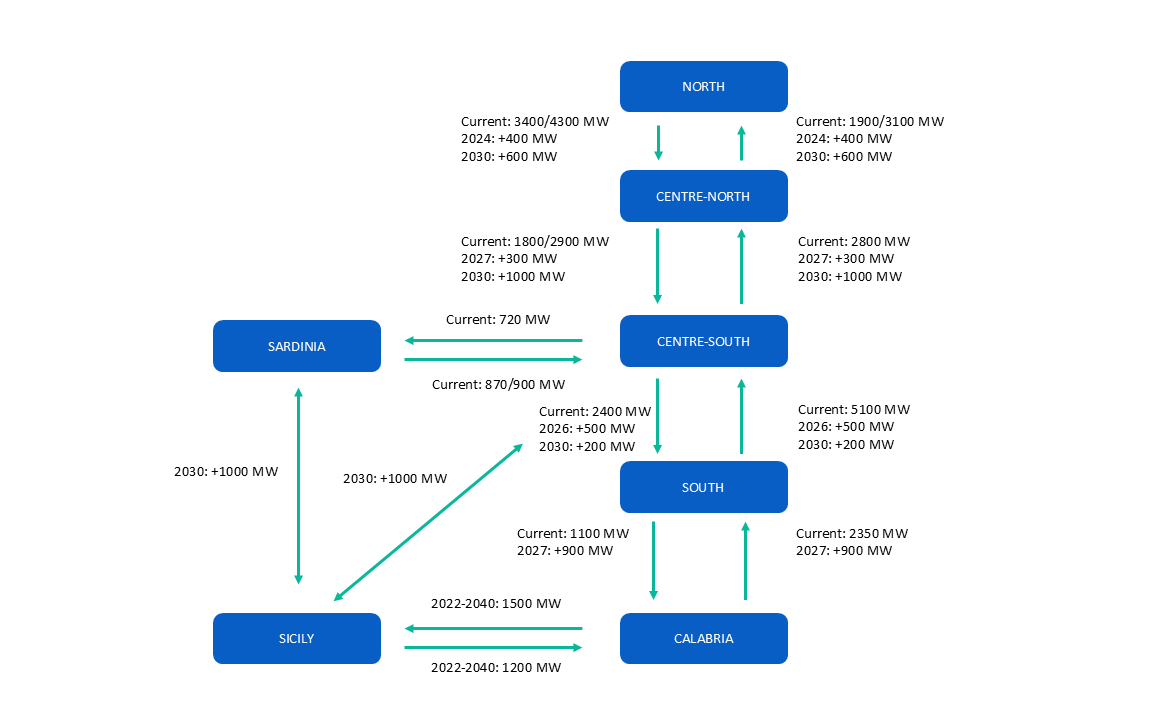 NORTH
Current: 3400/4300 MW
2024: +400 MW
2030: +600 MW
Current: 1900/3100 MW
2024: +400 MW
2030: +600 MW
CENTRE-NORTH
Current: 1800/2900 MW
2027: +300 MW
2030: +1000 MW
Current: 2800 MW
2027: +300 MW
2030: +1000 MW
Current: 720 MW
SARDINIA
CENTRE-SOUTH
Current: 870/900 MW
Current: 2400 MW
2026: +500 MW
2030: +200 MW
Current: 5100 MW
2026: +500 MW
2030: +200 MW
2030: +1000 MW
2030: +1000 MW
SOUTH
Current: 1100 MW
2027: +900 MW
Current: 2350 MW
2027: +900 MW
2022-2040: 1500 MW
SICILY
CALABRIA
2022-2040: 1200 MW